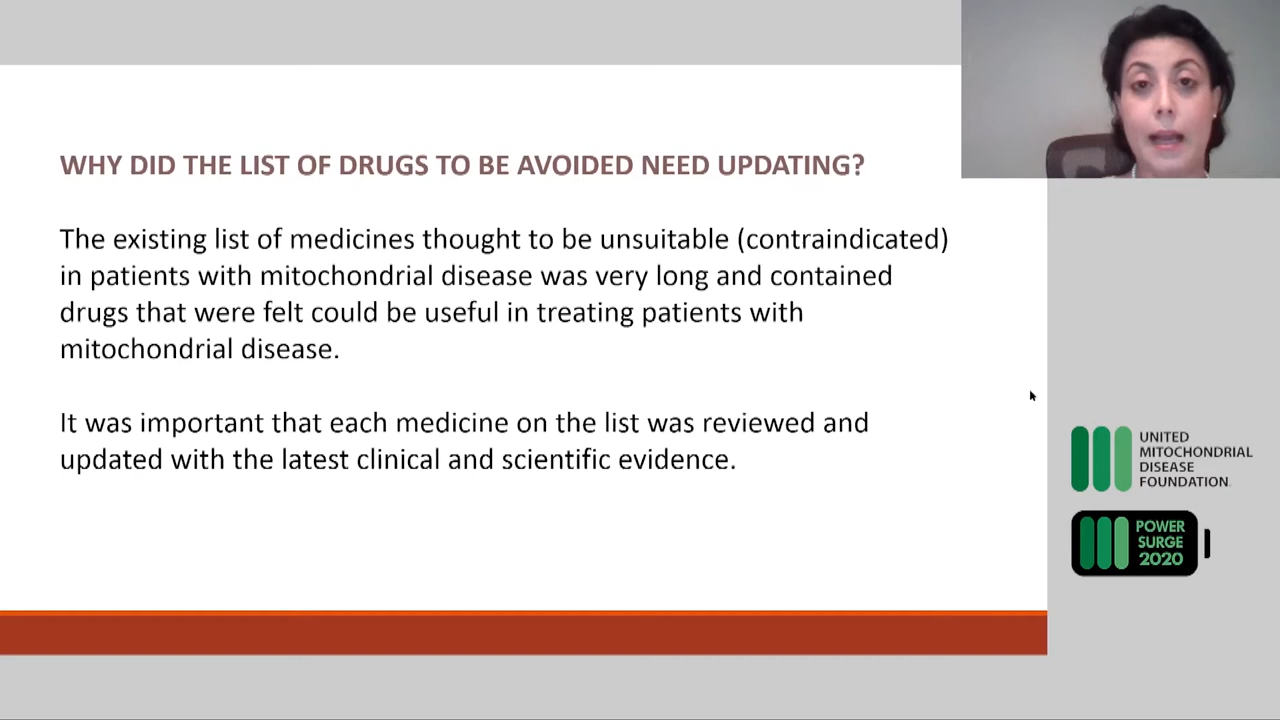 WHY DID THE LIST OF DRUGS TO BE AVOIDED NEED UPDATING?
The existing list of medicines thought to be unsuitable (contraindicated)
in patients with mitochondrial disease was very long and contained
drugs that were felt could be useful in treating patients with
mitochondrial disease.
It was important that each medicine on the list was reviewed and
updated with the latest clinical and scientific evidence.
UNITED
MITOCHONDRIAL
DISEASE
FOUNDATION
POWER
SURGE
2020